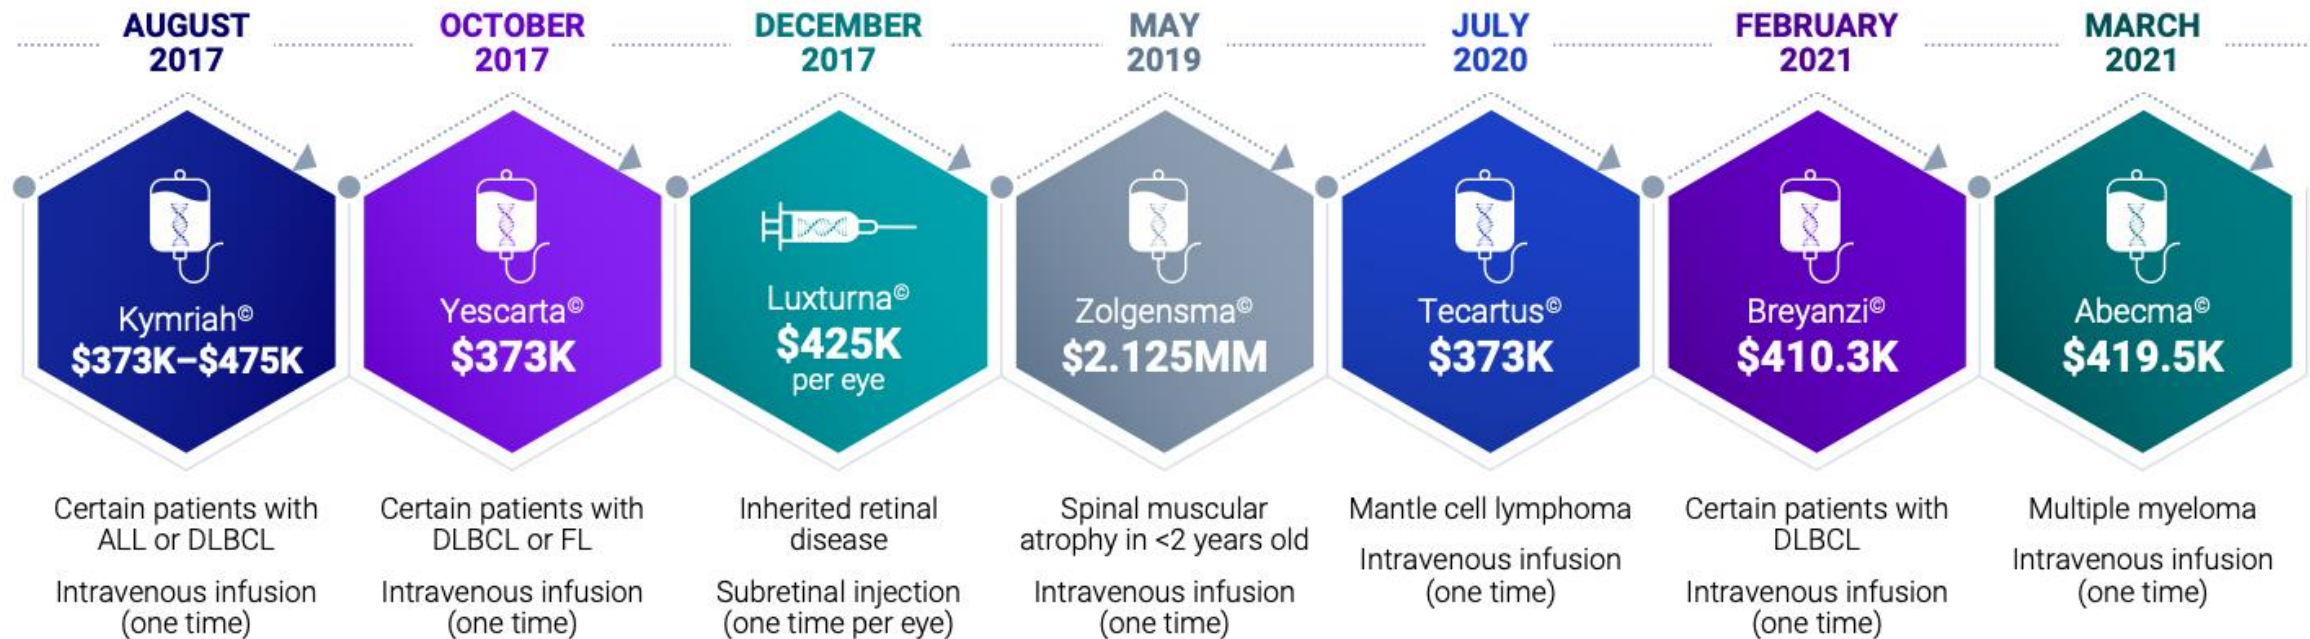 AUGUST
2017
OCTOBER
2017
DECEMBER
2017
MAY
2019
JULY
2020
FEBRUARY
2021
MARCH
2021
Kymriah©
$373K–$475K
Yescarta©
$373K
Luxturna©
$425K
per eye
Zolgensma©
$2.125MM
Tecartus©
$373K
Breyanzi©
$410.3K
Abecma©
$419.5K
Certain patients with
ALL or DLBCL
Intravenous infusion
(one time)
Certain patients with
DLBCL or FL
Intravenous infusion
(one time)
Inherited retinal
disease
Subretinal injection
(one time per eye)
Spinal muscular
atrophy in <2 years old
Intravenous infusion
(one time)
Mantle cell lymphoma
Intravenous infusion
(one time)
Certain patients with
DLBCL
Intravenous infusion
(one time)
Multiple myeloma
Intravenous infusion
(one time)